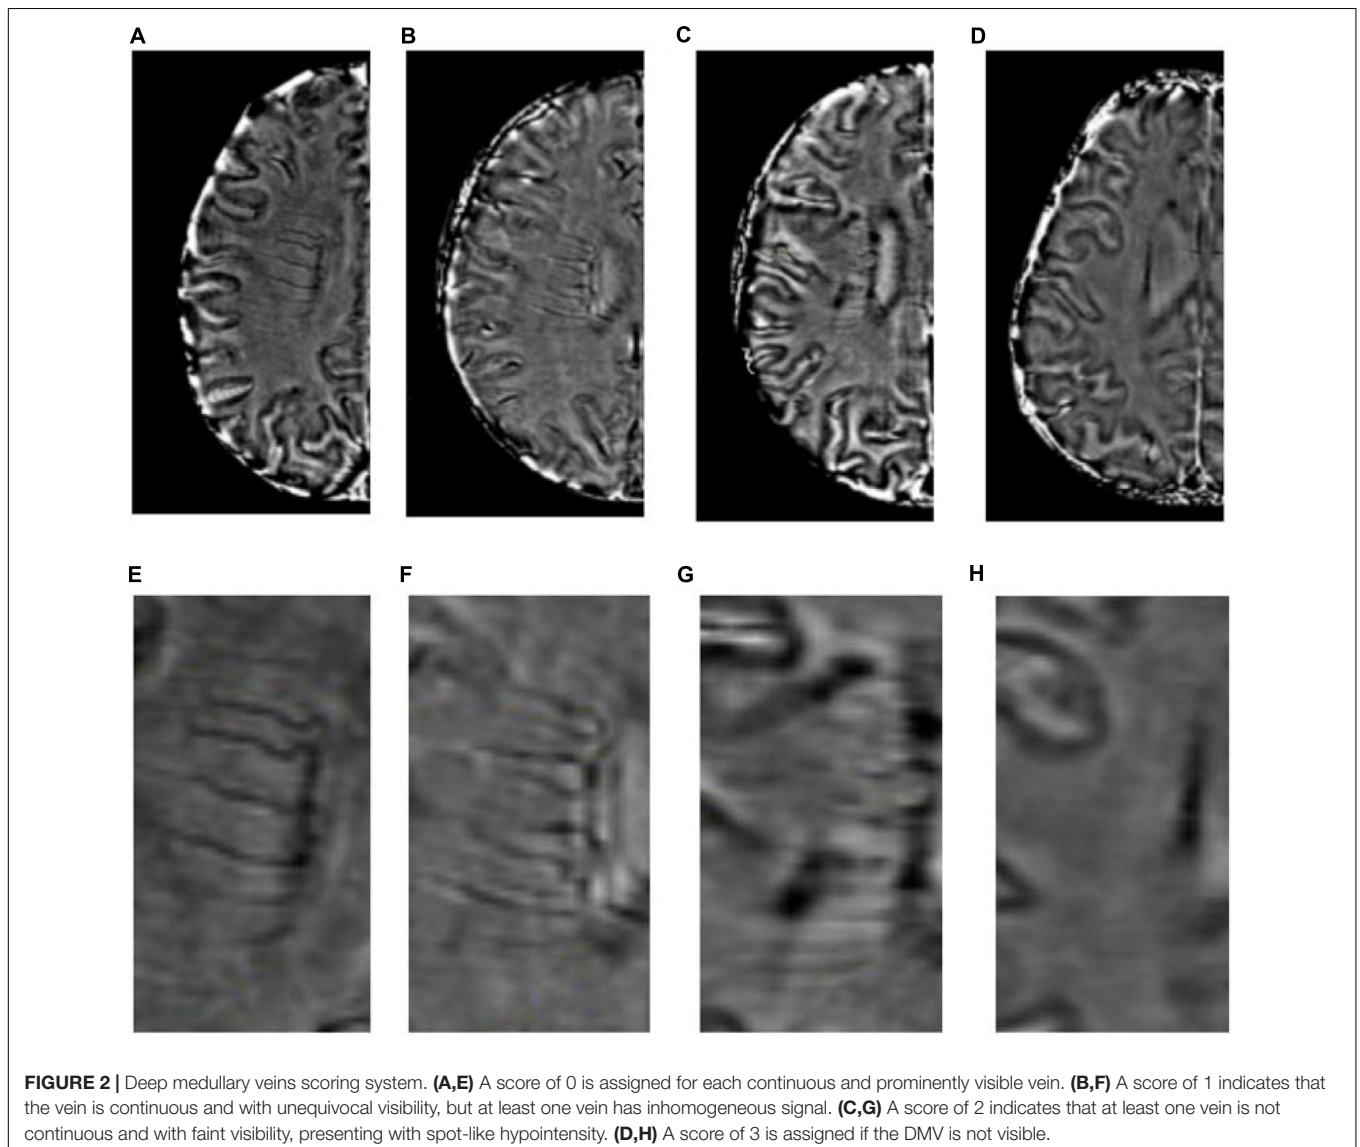 A
B
C
D
E
F
G
H
FIGURE 2 | Deep medullary veins scoring system. (A,E) A score of 0 is assigned for each continuous and prominently visible vein. (B,F) A score of 1 indicates that
the vein is continuous and with unequivocal visibility, but at least one vein has inhomogeneous signal. (C,G) A score of 2 indicates that at least one vein is not
continuous and with faint visibility, presenting with spot-like hypointensity. (D,H) A score of 3 is assigned if the DMV is not visible.